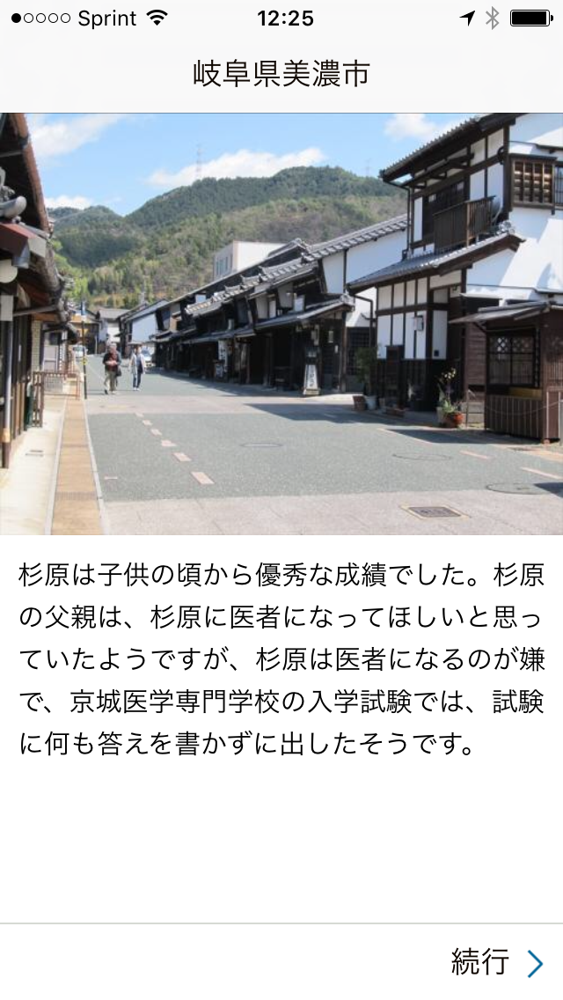 Sprint 12:25
岐阜県美濃市
杉原は子供の頃から優秀な成績でした。杉原
の父親は、杉原に医者になってほしいと思っ
ていたようですが、杉原は医者になるのが嫌
で、京城医学専門学校の入学試験では、試験
に何も答えを書かずに出したそうです。
続行